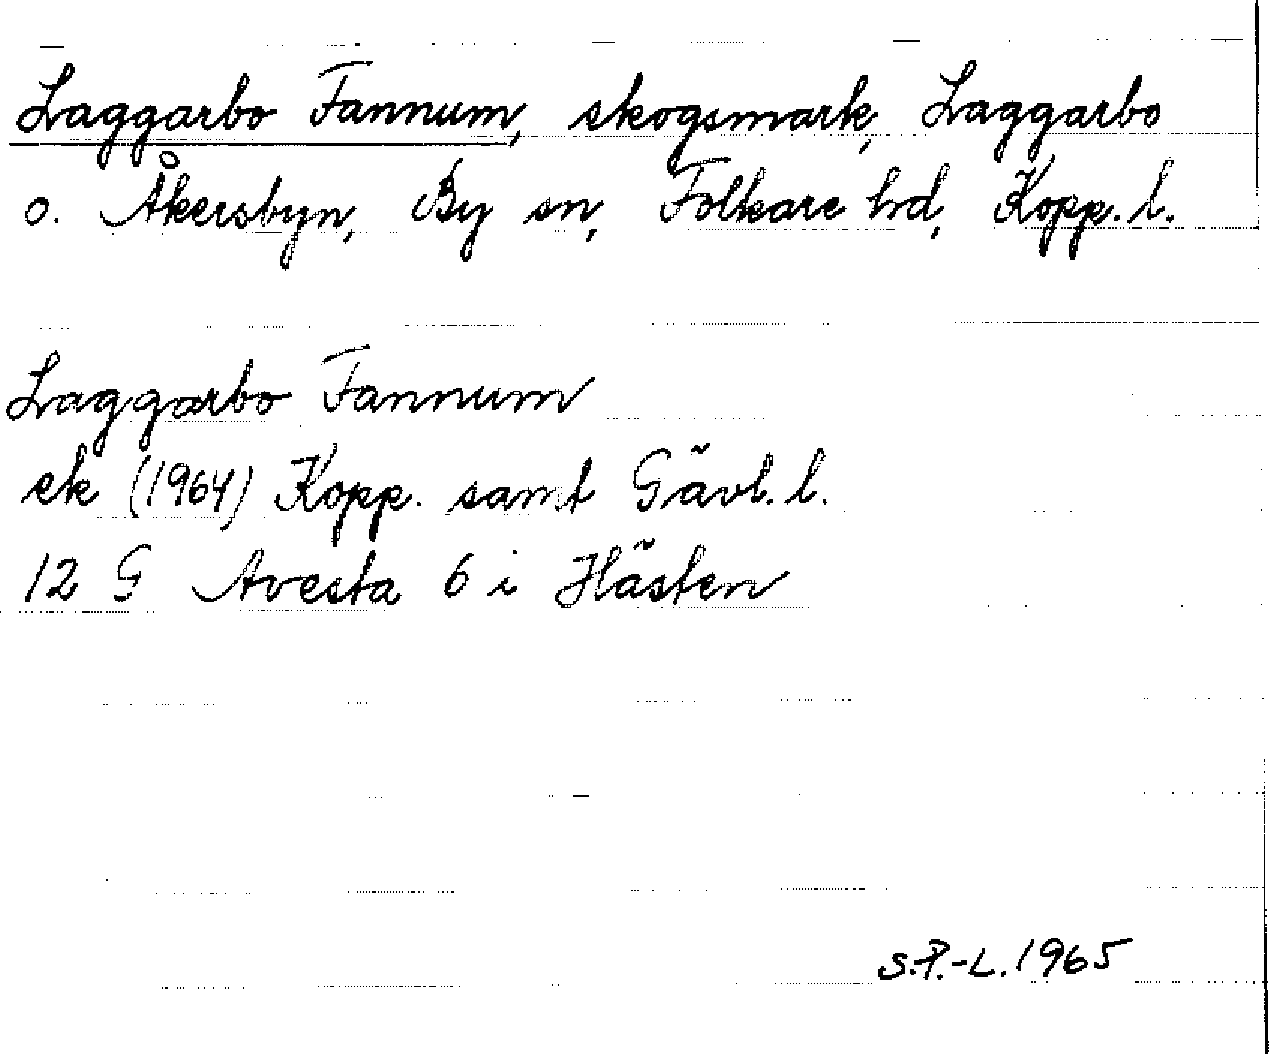 Laggarbo Fannum, skogsmark, Laggarbo
o. Åkersbyn, By sn, Folkare hd, Kopp. l.
Laggarbo Fannum
ek (1964) Kopp. samt Gävl. l.
12 G Avesta 6 i Hästen
S.P.-L. 1965